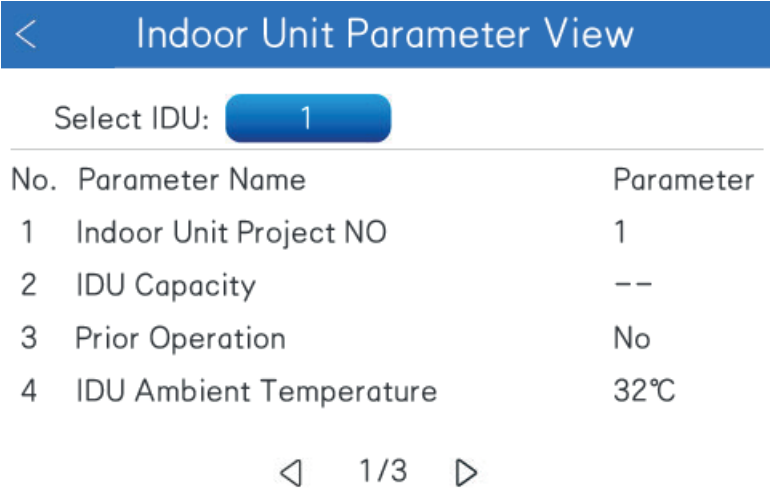 < Indoor Unit Parameter View
Select IDU: 1
No. Parameter Name Parameter
1 Indoor Unit Project NO 1
2 IDU Capacity --
3 Prior Operation No
4 IDU Ambient Temperature 32℃
1/3